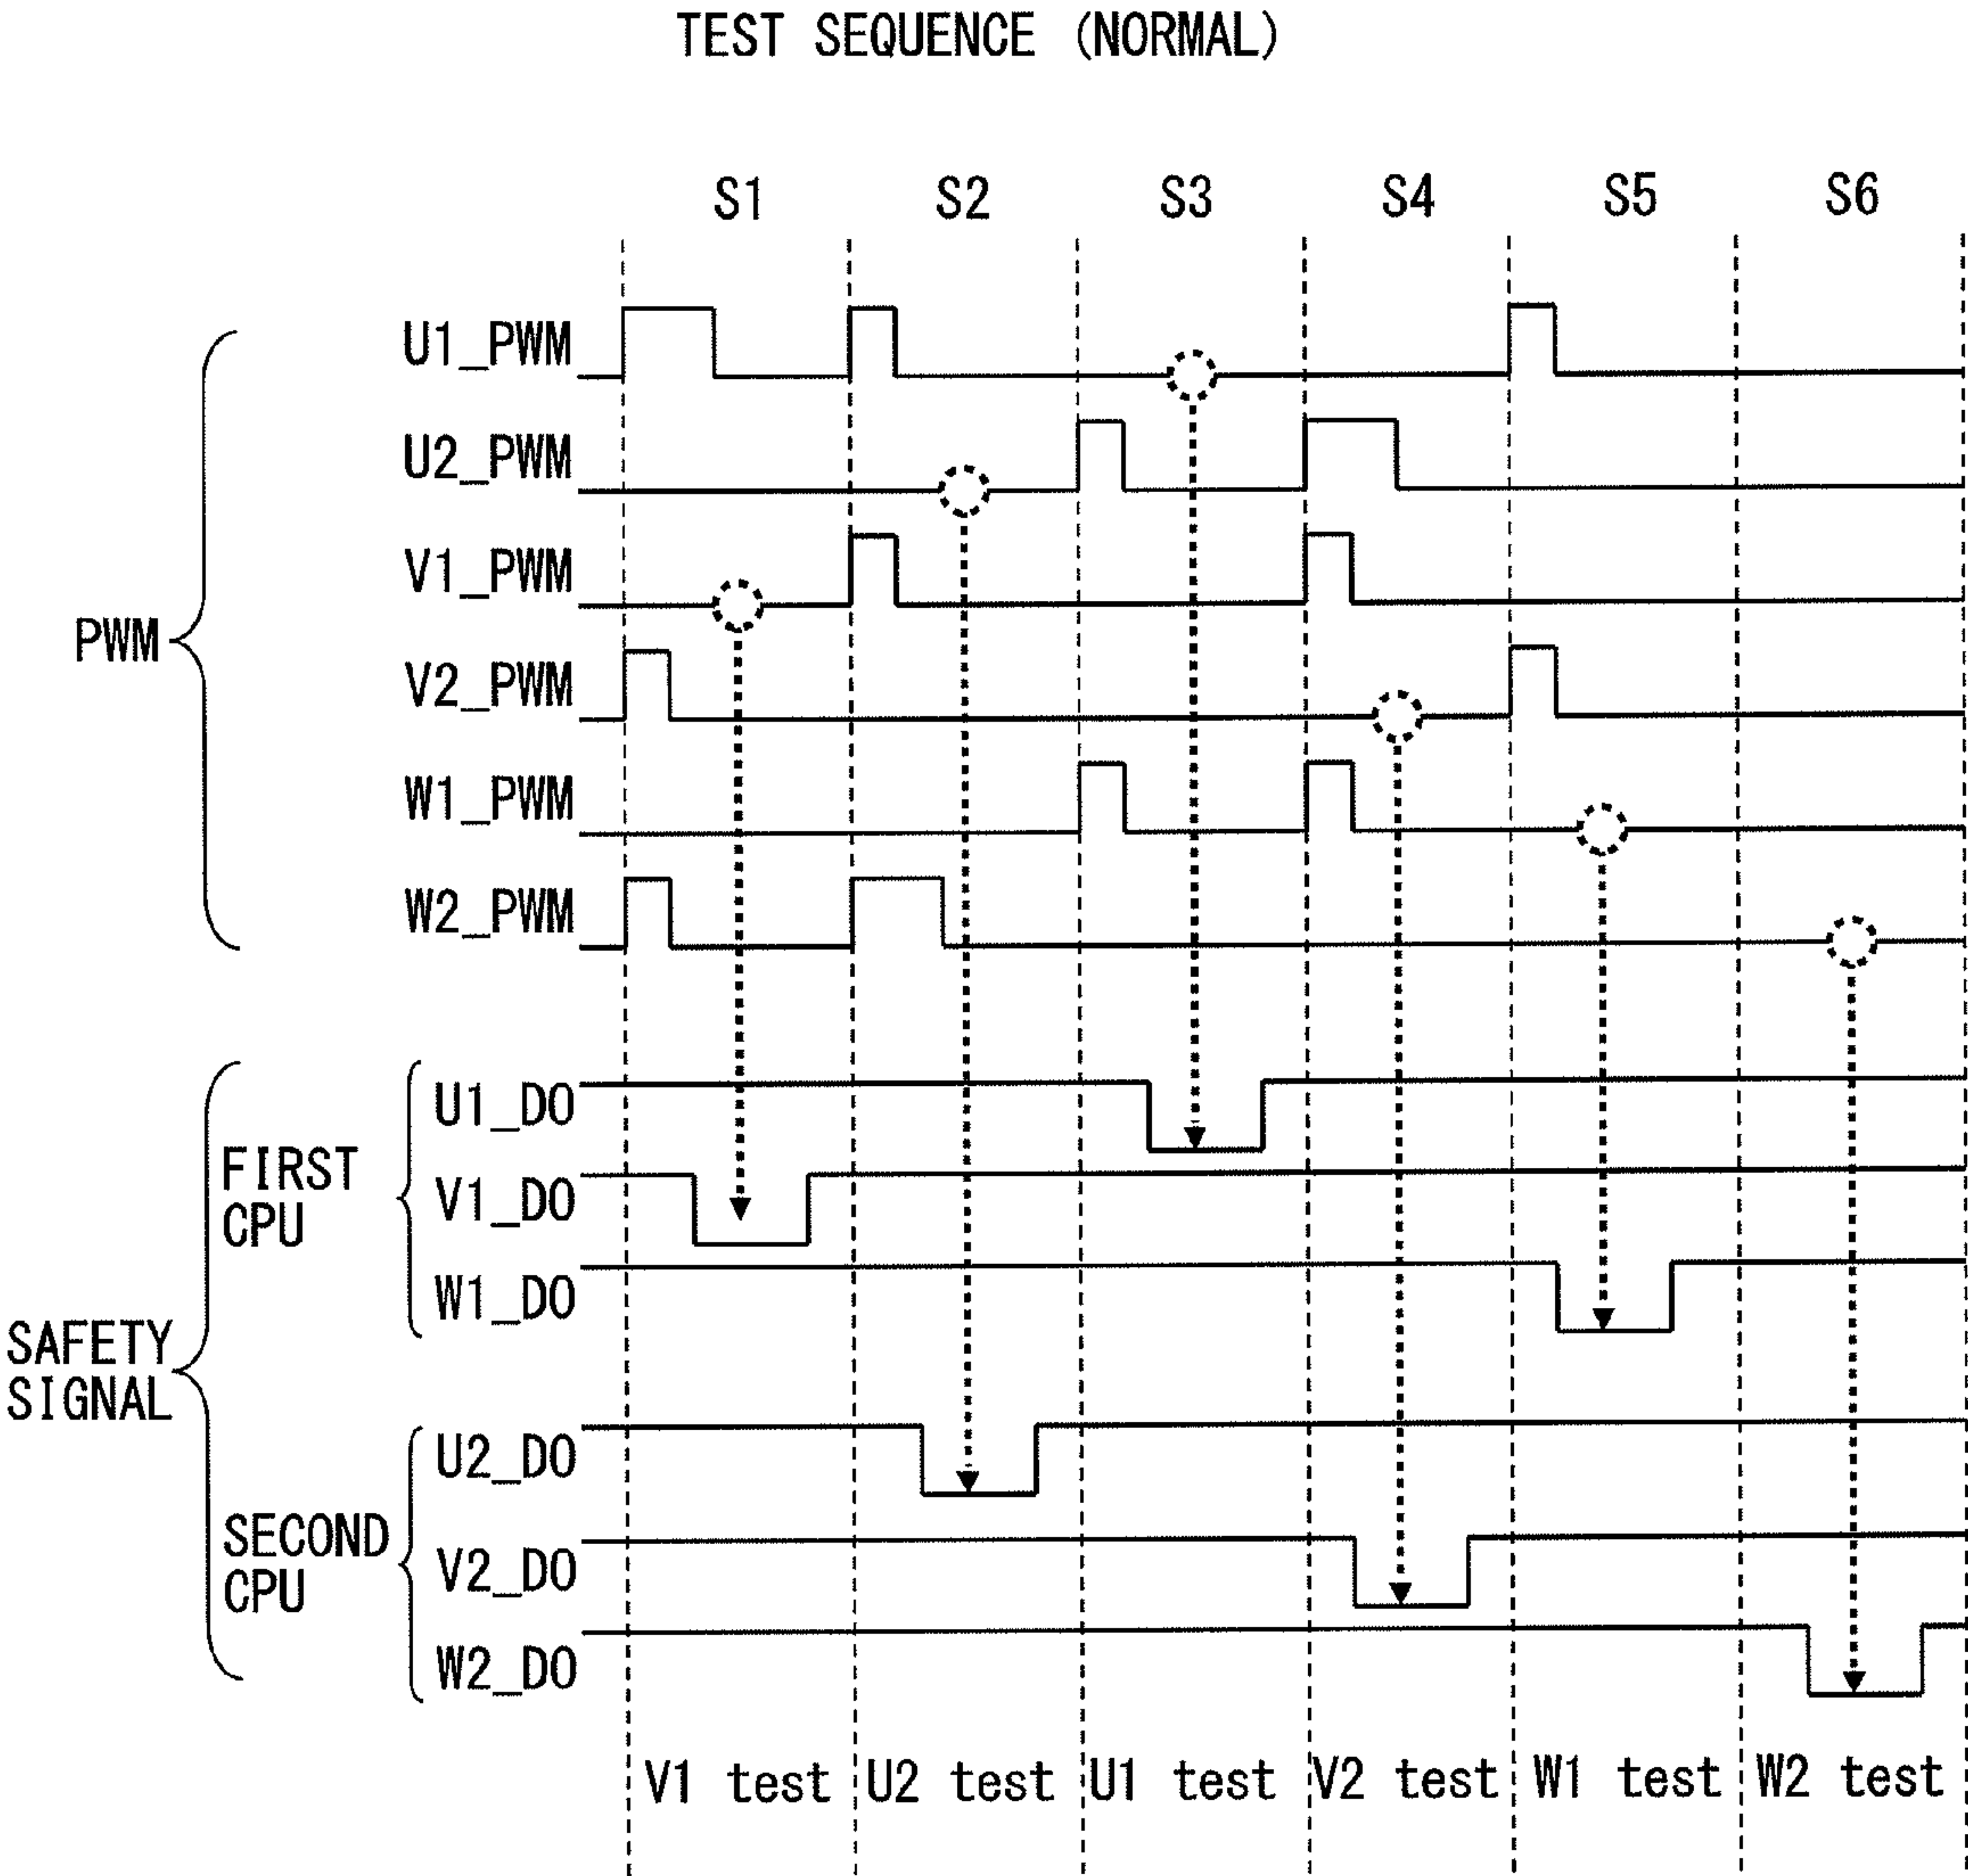 TEST SEQUENCE (NORMAL)
S1 S2 S3 S4 S5 S6
U1_PWM
U2_PWM
V1_PWM
PWM
V2_PWM
W1_PWM
W2_PWM
U1_DO
FIRST
CPU
V1_DO
W1_DO
SAFETY
SIGNAL
U2_DO
SECOND
CPU
V2_DO
W2_DO
V1 test U2 test U1 test V2 test W1 test W2 test